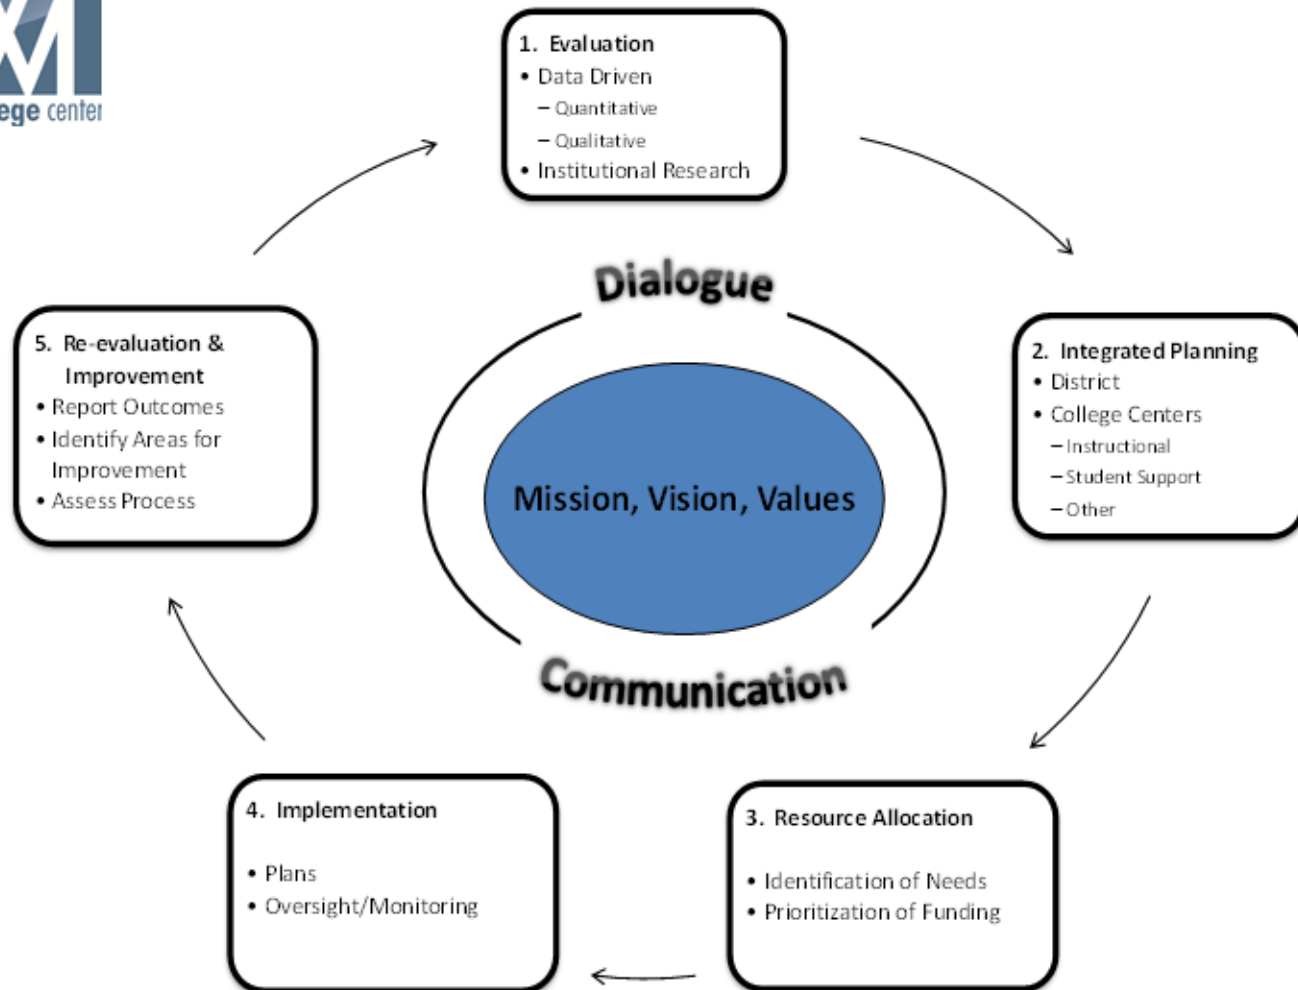 center
1. Evaluation
• Data Driven
– Quantitative
– Qualitative
• Institutional Research
Dialogue
5. Re-evaluation &
Improvement
• Report Outcomes
• Identify Areas for
Improvement
• Assess Process
2. Integrated Planning
• District
• College Centers
– Instructional
– Student Support
– Other
Mission, Vision, Values
Communication
4. Implementation
• Plans
• Oversight/Monitoring
3. Resource Allocation
• Identification of Needs
• Prioritization of Funding